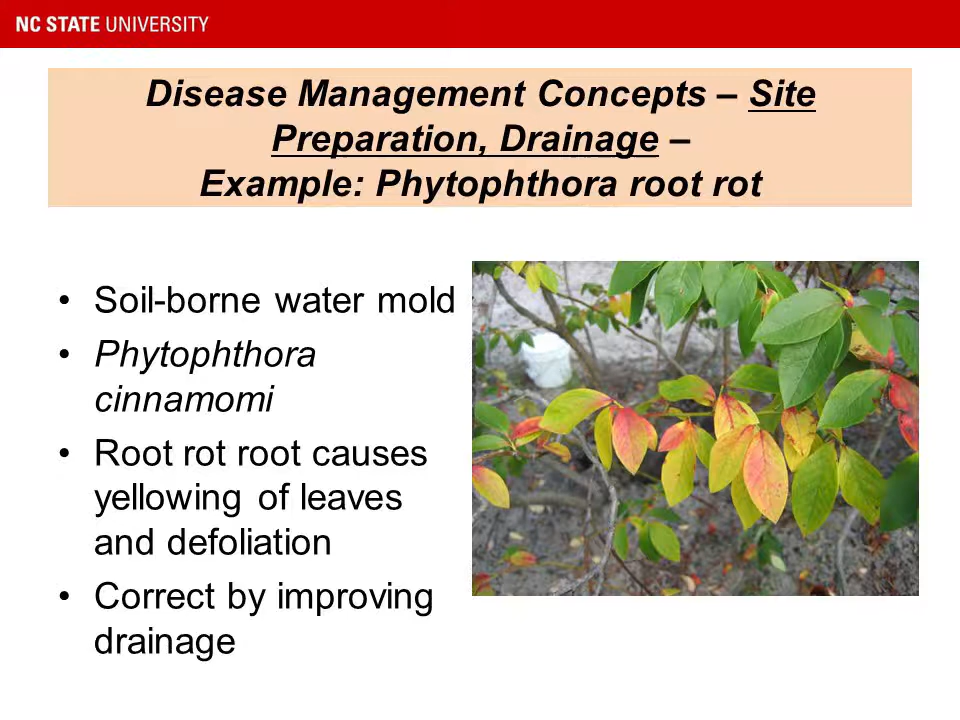 NC STATE UNIVERSITY
Disease Management Concepts – Site
Preparation, Drainage –
Example: Phytophthora root rot
• Soil-borne water mold
• Phytophthora
cinnamomi
• Root rot root causes
yellowing of leaves
and defoliation
• Correct by improving
drainage